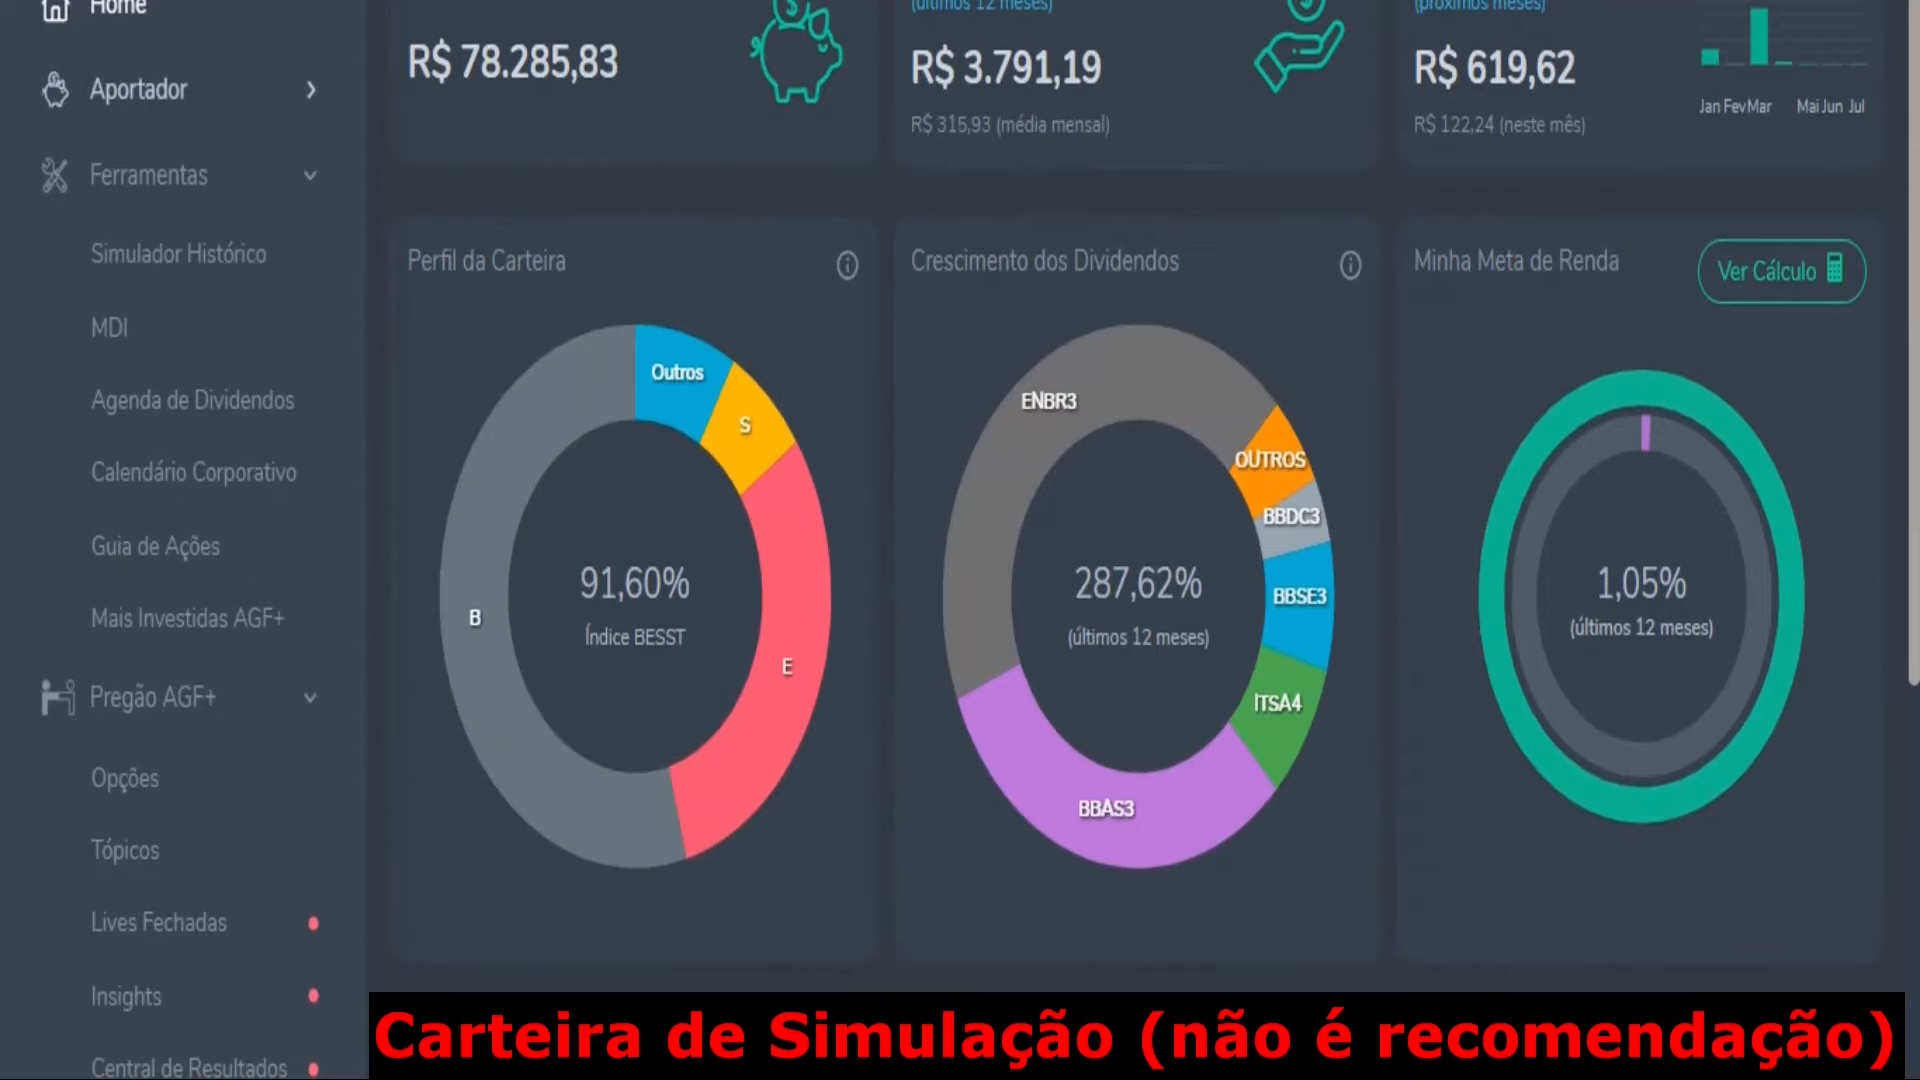 Home
Aportador
Ferramentas
Simulador Histórico
MDI
Agenda de Dividendos
Calendário Corporativo
Guia de Ações
Mais Investidas AGF+
Pregão AGF+
Opções
Tópicos
Lives Fechadas
Insights
Central de Resultados
R$ 78.285,83
(últimos 12 meses)
R$ 3.791,19
R$ 315,93 (média mensal)
(próximos meses)
R$ 619,62
R$ 122,24 (neste mês)
Jan Fev Mar Mai Jun Jul
Perfil da Carteira
Outros
S
B
E
91,60%
Índice BESST
Crescimento dos Dividendos
ENBR3
OUTROS
BBDC3
BBSE3
ITSA4
BBAS3
287,62%
(últimos 12 meses)
Minha Meta de Renda
Ver Cálculo
1,05%
(últimos 12 meses)
Carteira de Simulação (não é recomendação)